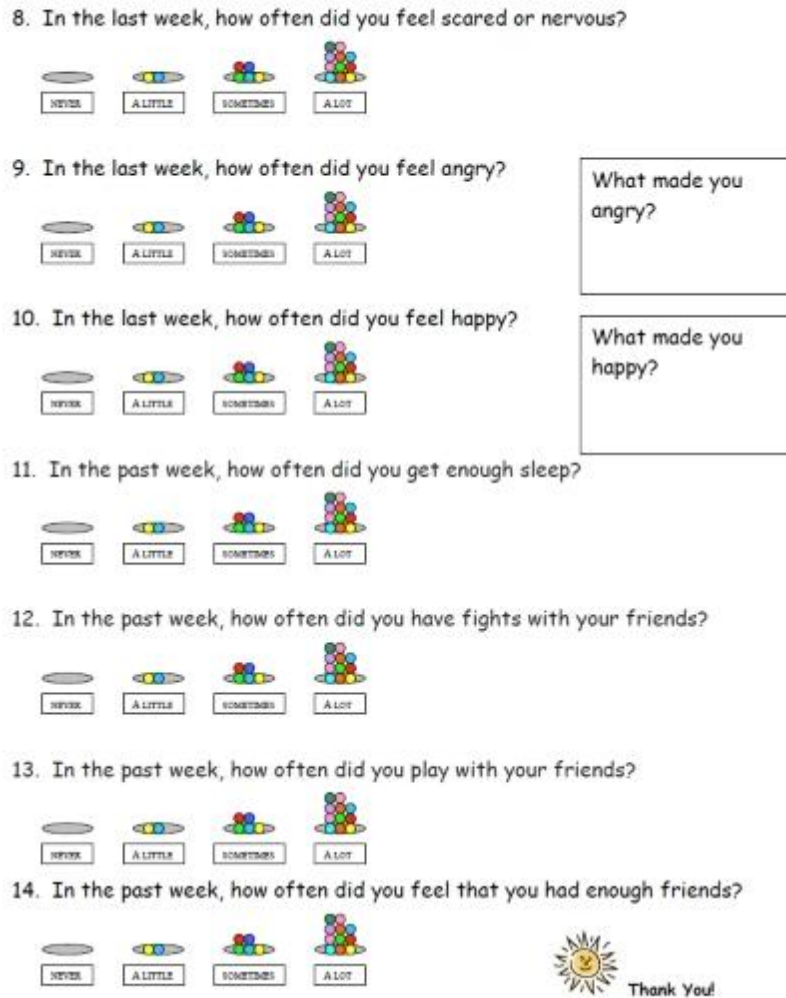 8. In the last week, how often did you feel scared or nervous?
NEVER A LITTLE SOMETIMES A LOT
9. In the last week, how often did you feel angry?
What made you
angry?
NEVER A LITTLE SOMETIMES A LOT
10. In the last week, how often did you feel happy?
What made you
happy?
NEVER A LITTLE SOMETIMES A LOT
11. In the past week, how often did you get enough sleep?
NEVER A LITTLE SOMETIMES A LOT
12. In the past week, how often did you have fights with your friends?
NEVER A LITTLE SOMETIMES A LOT
13. In the past week, how often did you play with your friends?
NEVER A LITTLE SOMETIMES A LOT
14. In the past week, how often did you feel that you had enough friends?
NEVER A LITTLE SOMETIMES A LOT
Thank You!